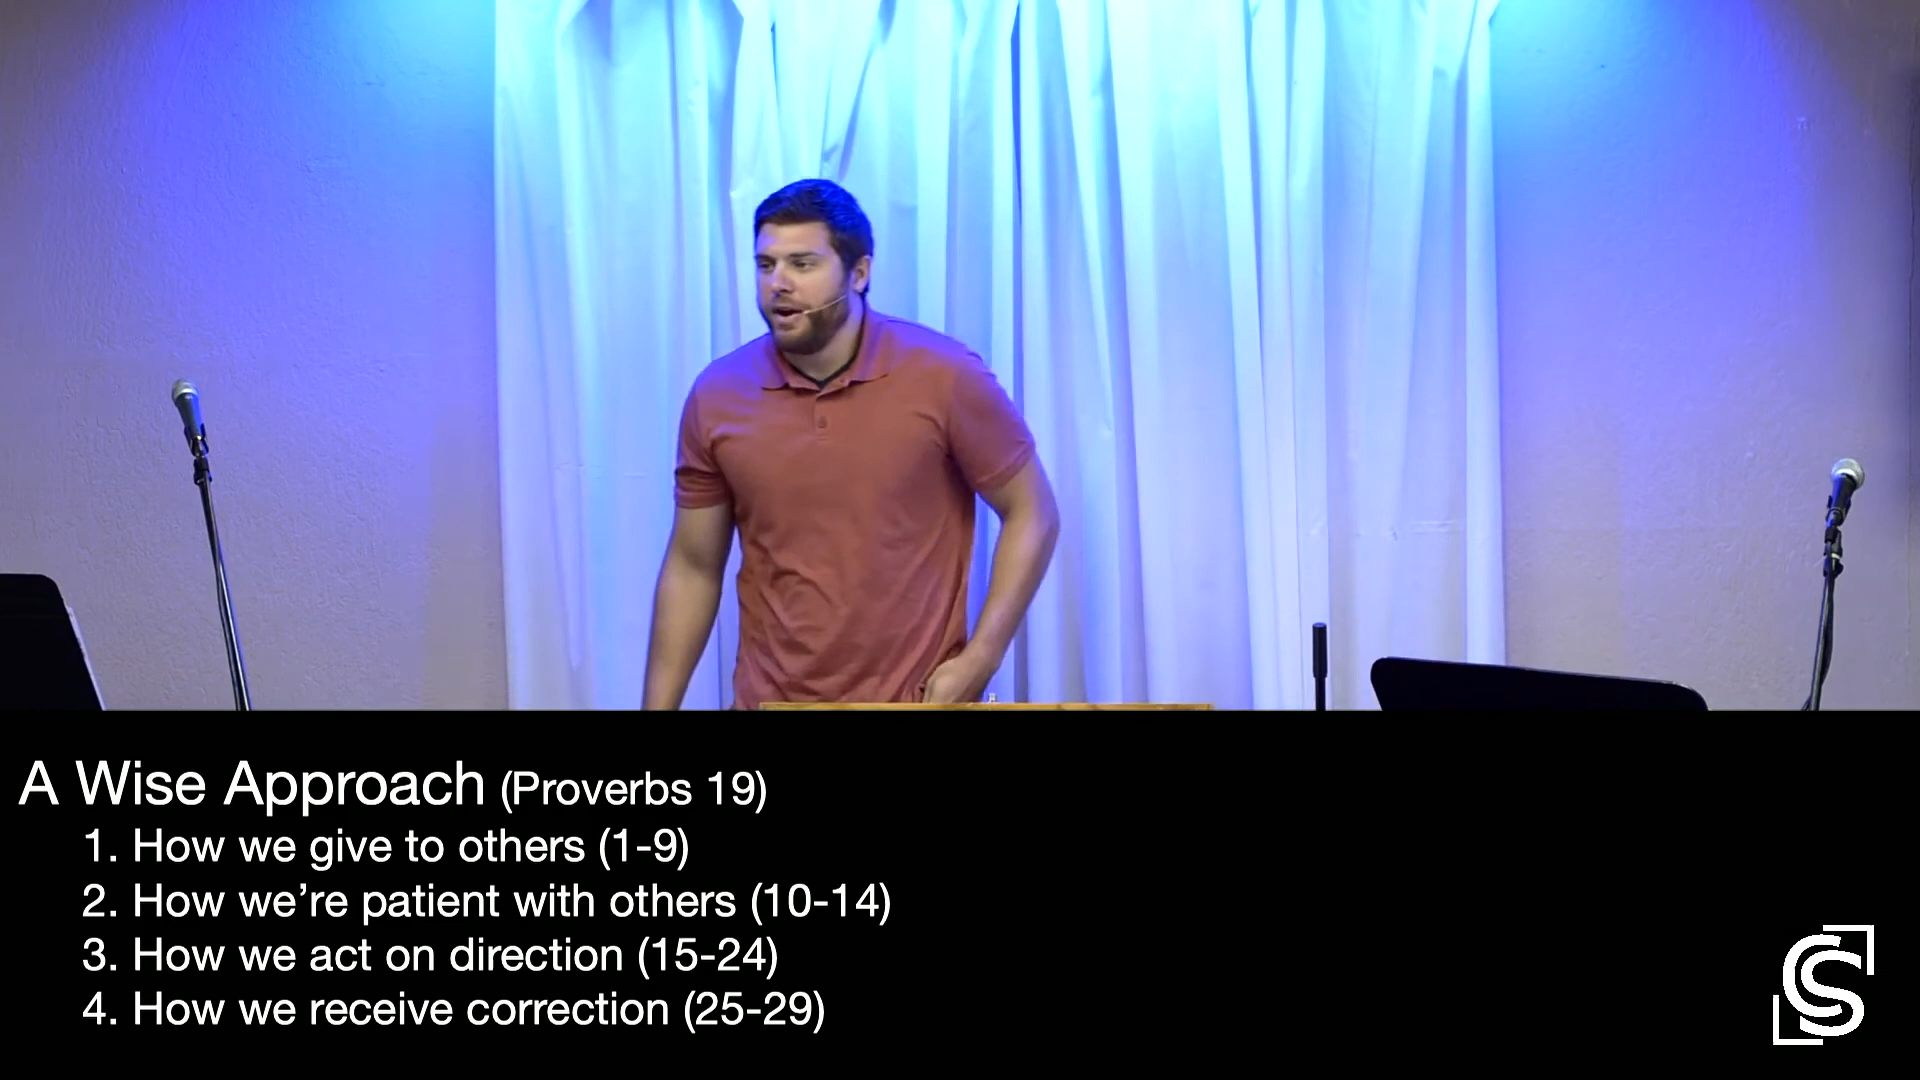 A Wise Approach (Proverbs 19)
1. How we give to others (1-9)
2. How we’re patient with others (10-14)
3. How we act on direction (15-24)
4. How we receive correction (25-29)
CS